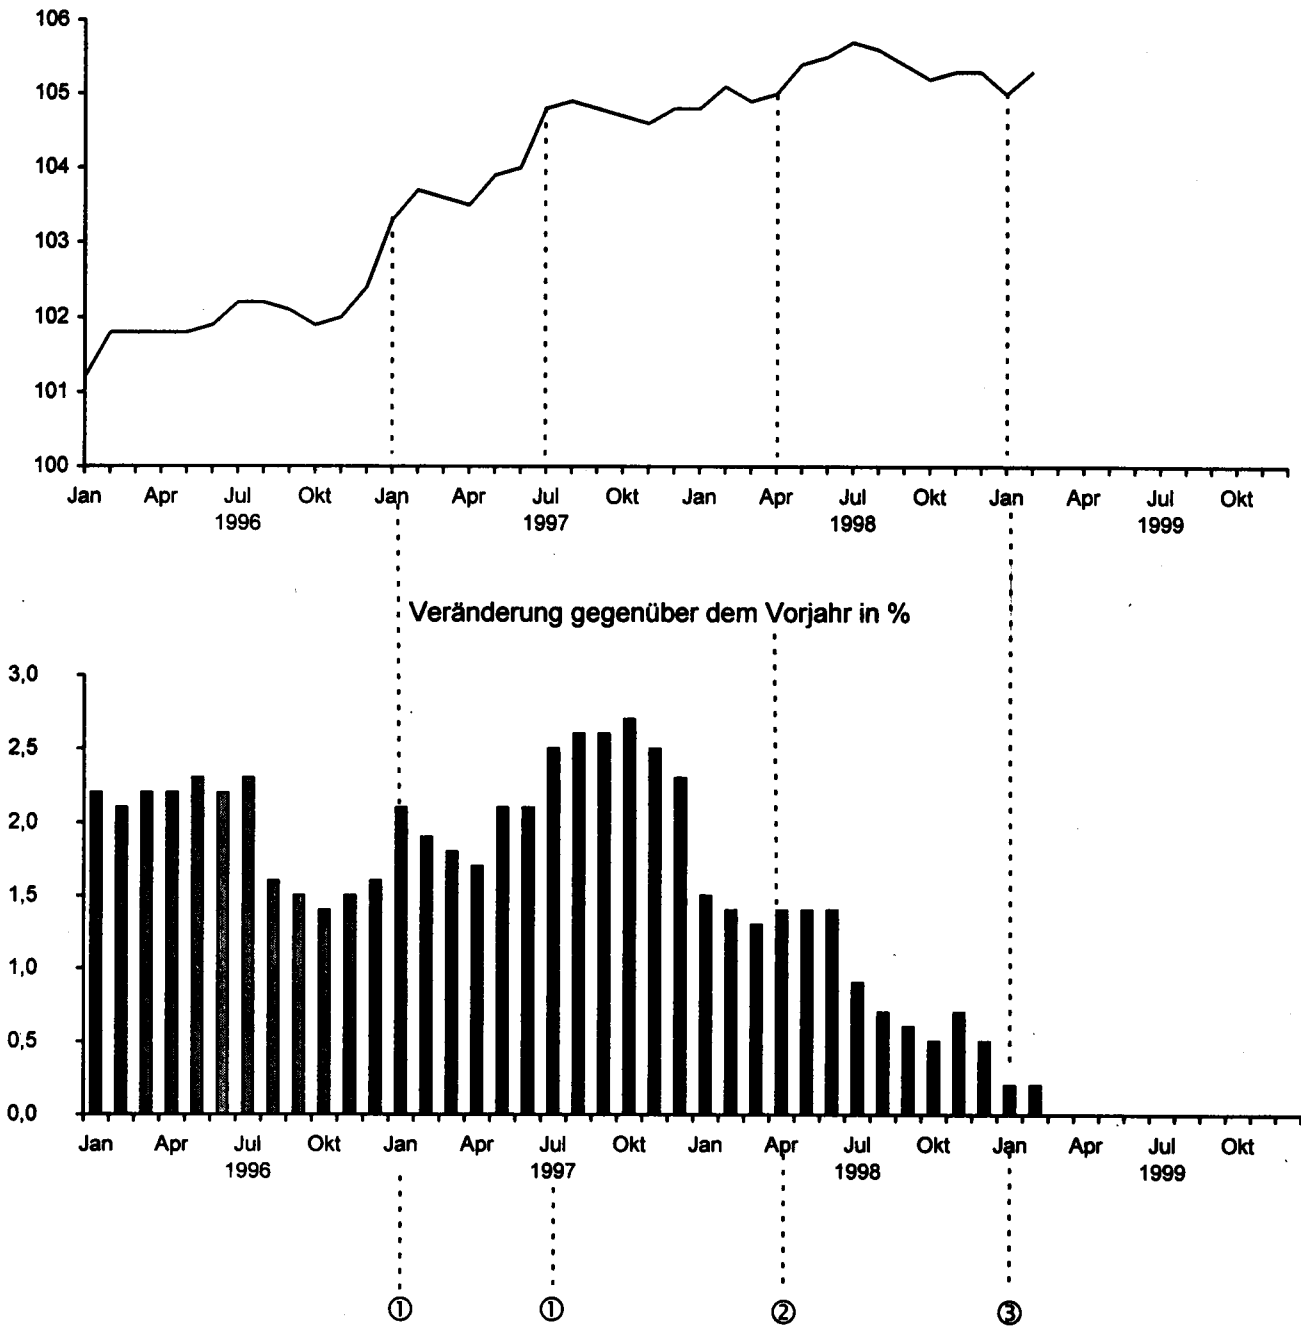 106
105
104
103
102
101
100
Jan Apr Jul Okt Jan Apr Jul Okt Jan Apr Jul Okt Jan Apr Jul Okt
1996 1997 1998 1999
Veränderung gegenüber dem Vorjahr in %
3,0
2,5
2,0
1,5
1,0
0,5
0,0
Jan Apr Jul Okt Jan Apr Jul Okt Jan Apr Jul Okt Jan Apr Jul Okt
1996 1997 1998 1999
① ① ② ③